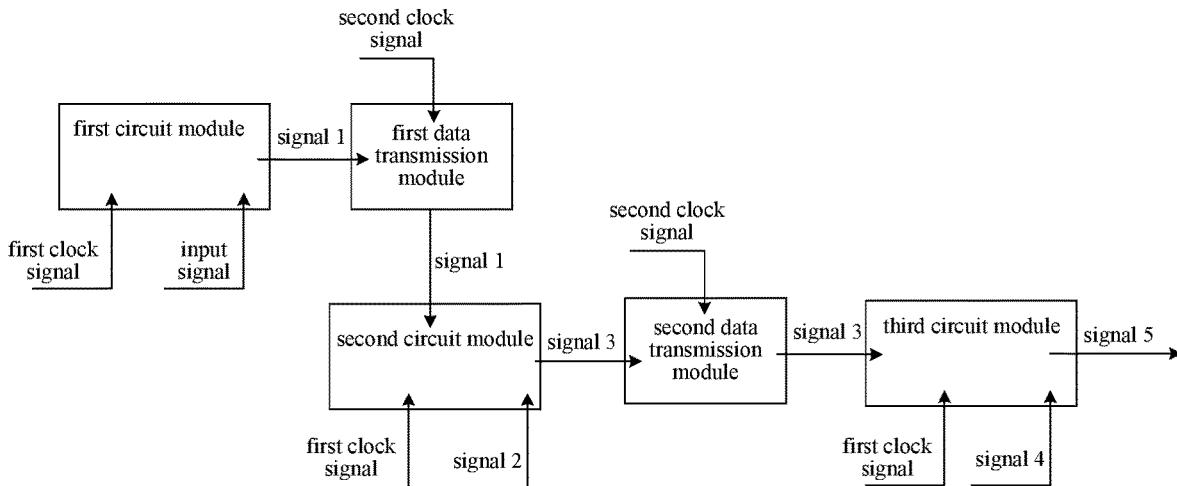 second clock
signal
first circuit module
signal 1
first data
transmission
module
first clock
signal
input
signal
signal 1
second clock
signal
second circuit module
signal 3
second data
transmission
module
signal 3
third circuit module
signal 5
first clock
signal
signal 2
first clock
signal
signal 4